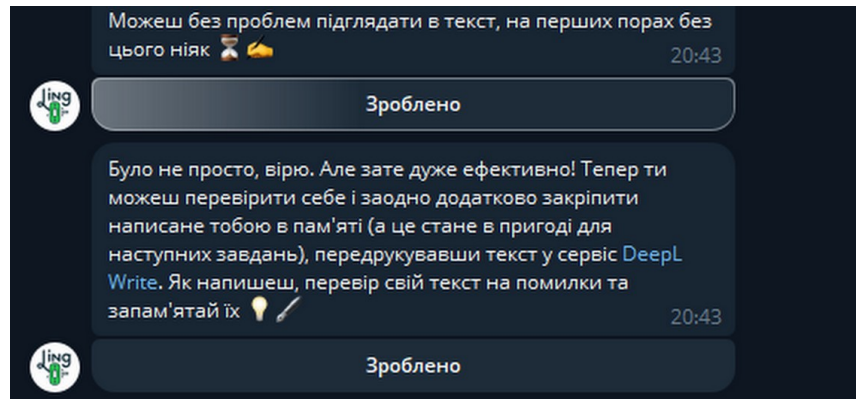 Можеш без проблем підглядати в текст, на перших порах без
цього ніяк ⏳ ✍️
20:43
Ling
Зроблено
Було не просто, вірю. Але зате дуже ефективно! Тепер ти
можеш перевірити себе і заодно додатково закріпити
написане тобою в пам'яті (а це стане в пригоді для
наступних завдань), передрукувавши текст у сервіс DeepL
Write. Як напишеш, перевір свій текст на помилки та
запам'ятай їх 💡 🖌️
20:43
Ling
Зроблено